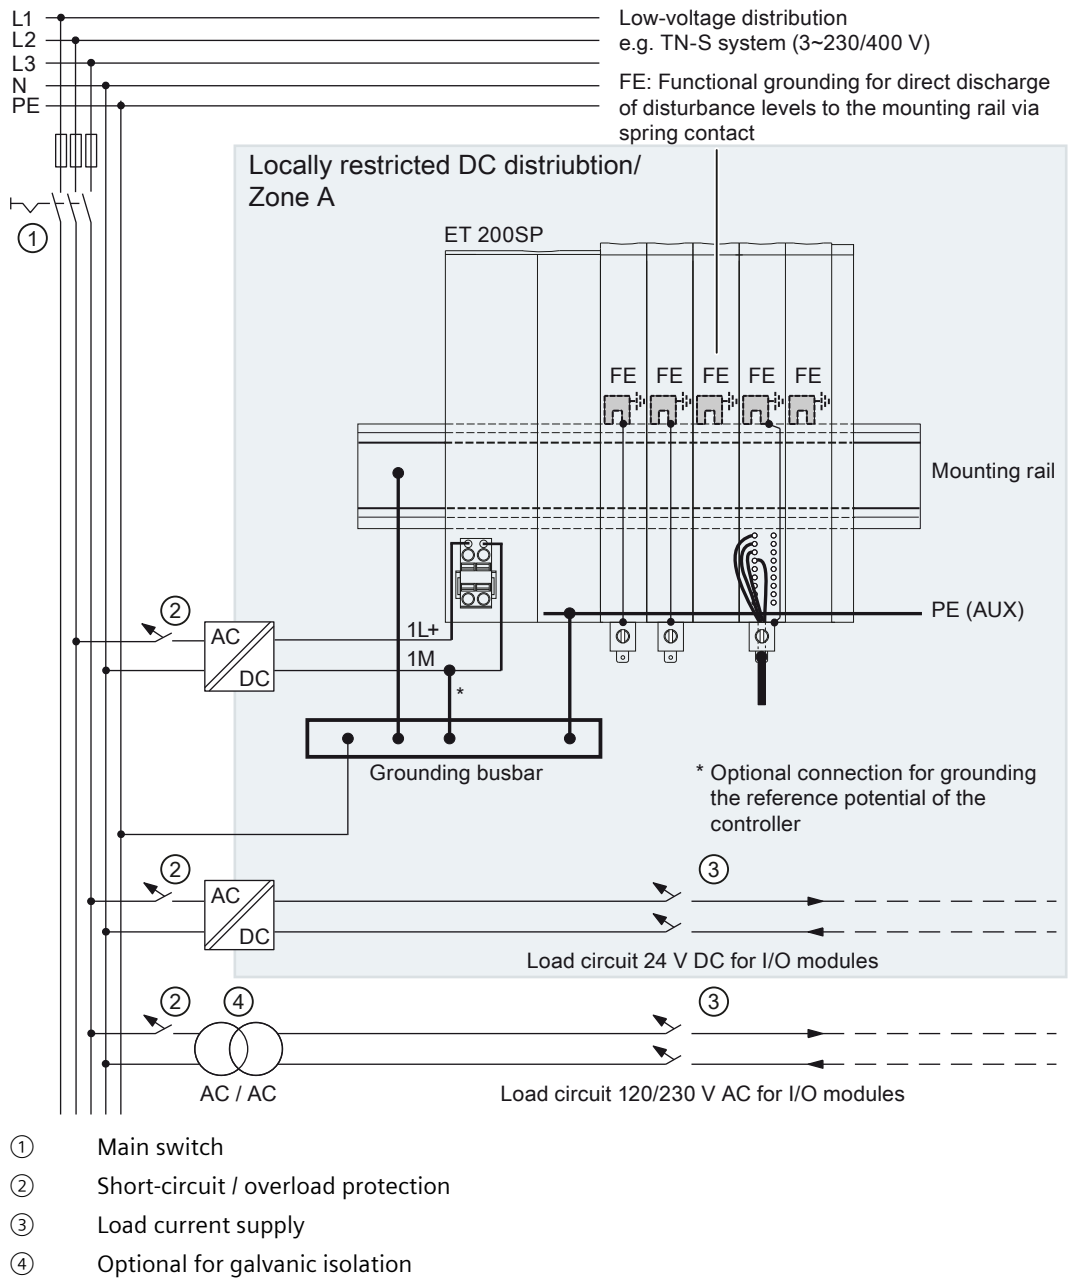 L1
L2
L3
N
PE
Low-voltage distribution
e.g. TN-S system (3~230/400 V)
FE: Functional grounding for direct discharge
of disturbance levels to the mounting rail via
spring contact
Locally restricted DC distriubtion/
Zone A
1
ET 200SP
FE FE FE FE FE
Mounting rail
2
AC
DC
1L+
1M
*
PE (AUX)
Grounding busbar
* Optional connection for grounding
the reference potential of the
controller
2
AC
DC
3
Load circuit 24 V DC for I/O modules
2
4
3
AC / AC
Load circuit 120/230 V AC for I/O modules
① Main switch
② Short-circuit / overload protection
③ Load current supply
④ Optional for galvanic isolation